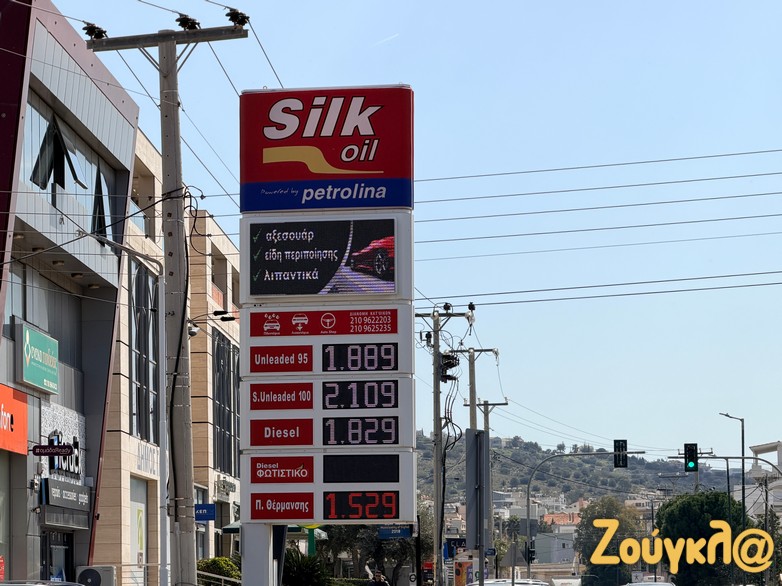 Silk
oil
Powered by petrolina
✓ αξεσουάρ
✓ είδη περιποίησης
✓ λιπαντικά
210 9622203
210 9625235
Unleaded 95 1.889
S.Unleaded 100 2.109
Diesel 1.829
Diesel
ΦΩΤΙΣΤΙΚΟ
Π. Θέρμανσης 1.529
Ζούγκλ@